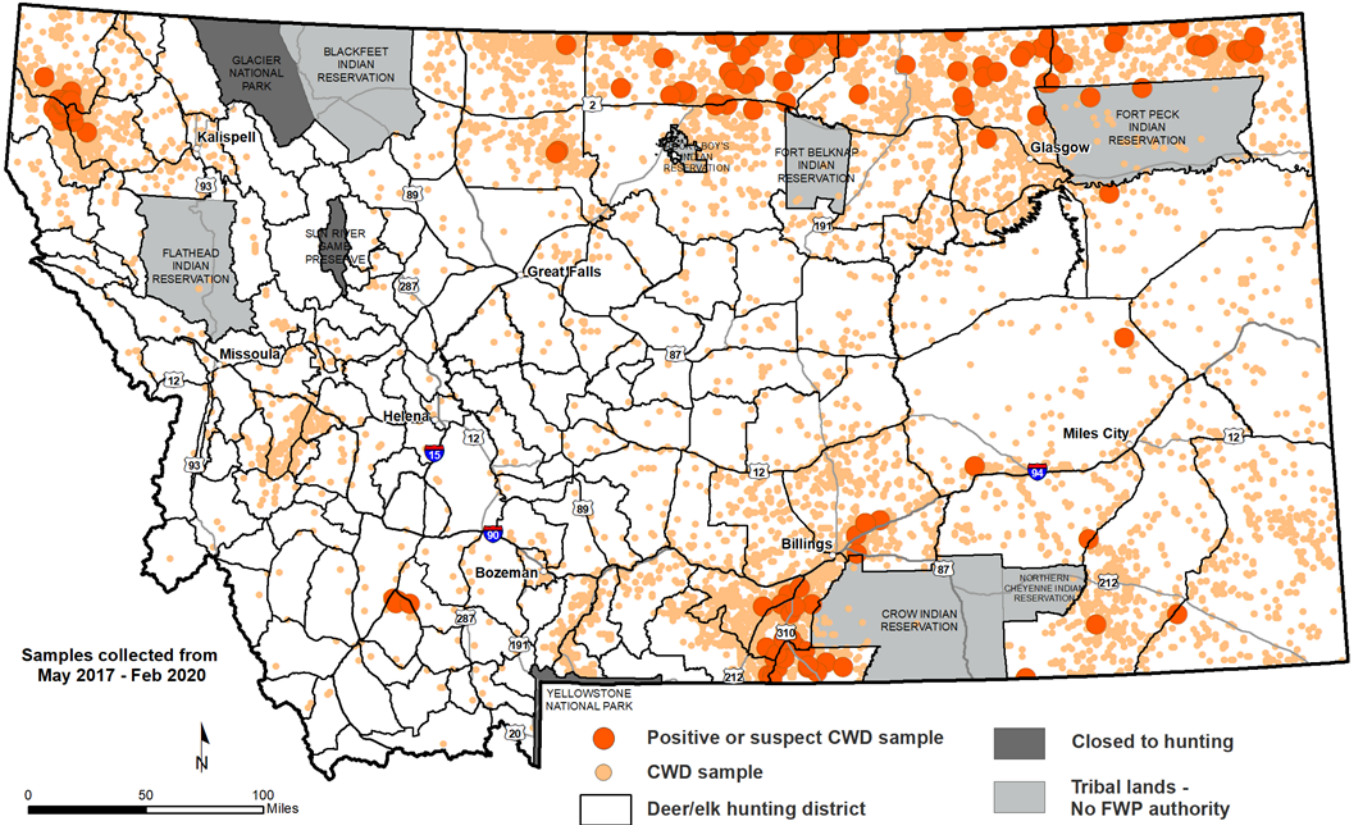 GLACIER
NATIONAL
PARK
BLACKFEET
INDIAN
RESERVATION
2
BOY'S
INDIAN
RESERVATION
FORT BELKNAP
INDIAN
RESERVATION
FORT PECK
INDIAN
RESERVATION
Kalispell
Glasgow
93
89
191
FLATHEAD
INDIAN
RESERVATION
SUN RIVER
GAME
PRESERVE
287
Great Falls
Missoula
87
12
Helena
12
15
93
Miles City
12
12
94
89
90
Billings
Bozeman
87
NORTHERN
CHEYENNE INDIAN
RESERVATION
212
CROW INDIAN
RESERVATION
287
310
191
212
20
Samples collected from
May 2017 - Feb 2020
N
0 50 100
Miles
YELLOWSTONE
NATIONAL PARK
Positive or suspect CWD sample
CWD sample
Deer/elk hunting district
Closed to hunting
Tribal lands -
No FWP authority